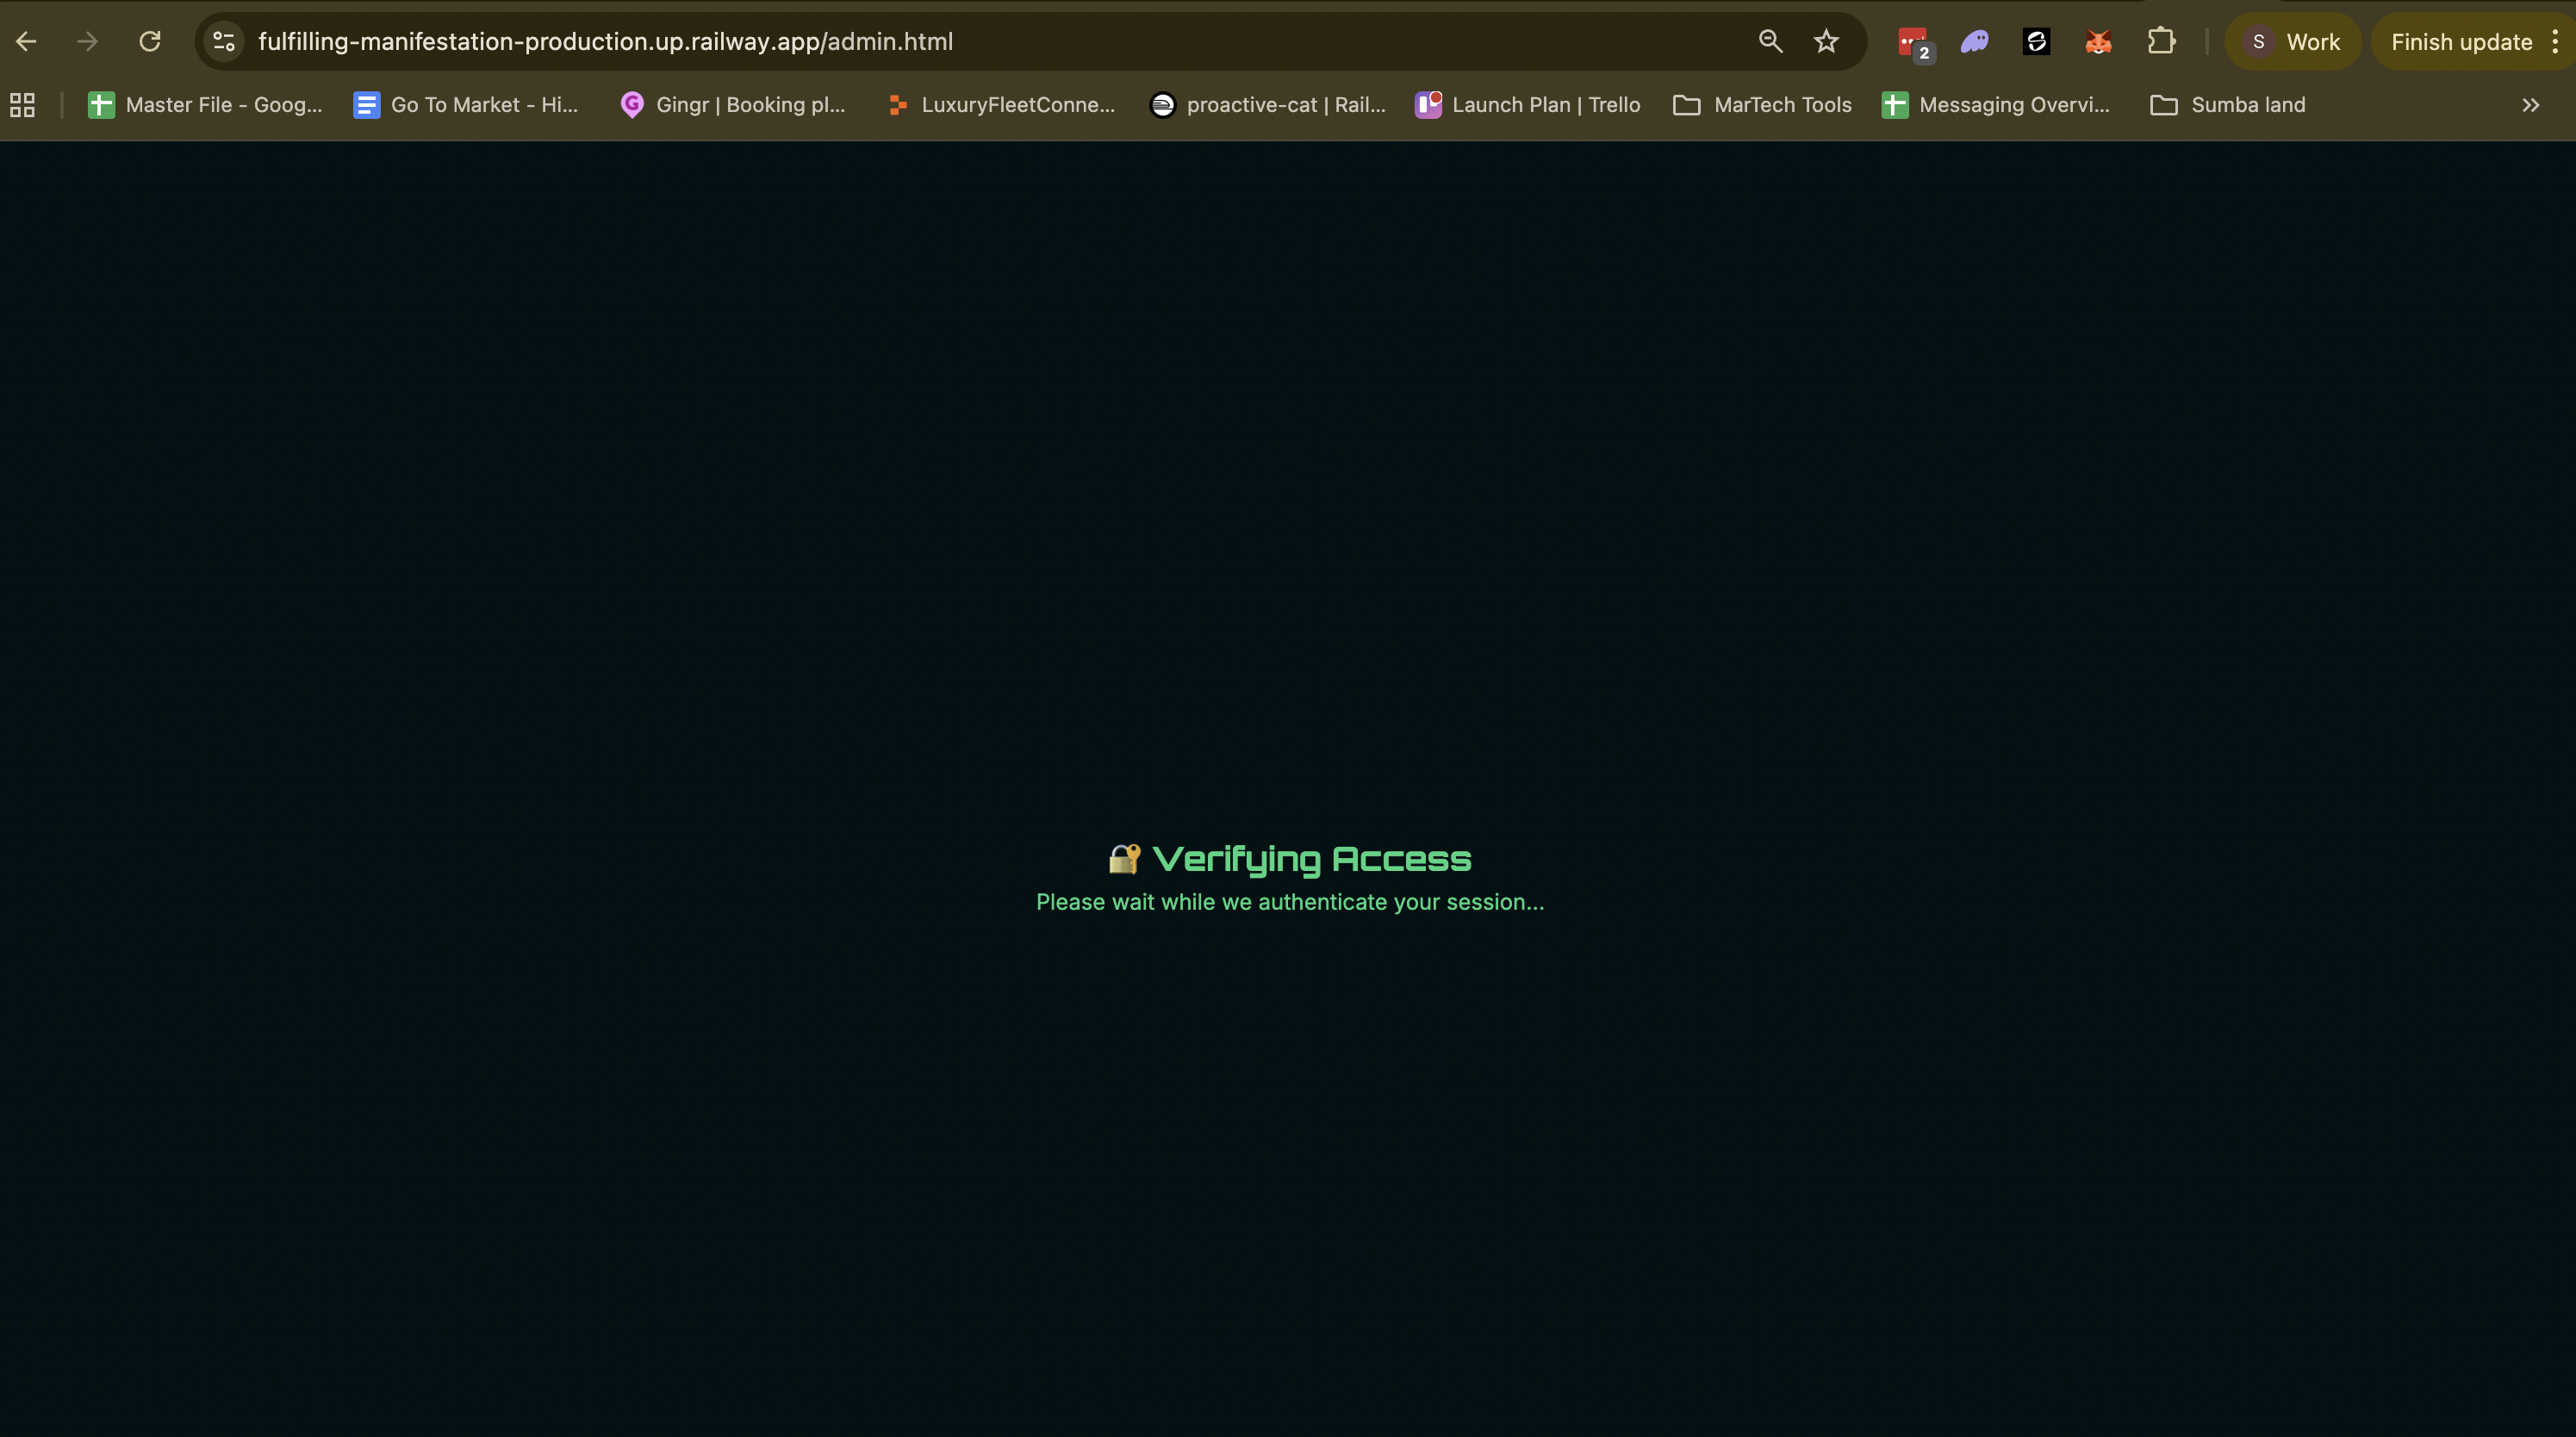 fulfilling-manifestation-production.up.railway.app/admin.html
2
S
Work
Finish update
Master File - Goog...
Go To Market - Hi...
G
Gingr | Booking pl...
LuxuryFleetConne...
proactive-cat | Rail...
Launch Plan | Trello
MarTech Tools
Messaging Overvi...
Sumba land
Verifying Access
Please wait while we authenticate your session...